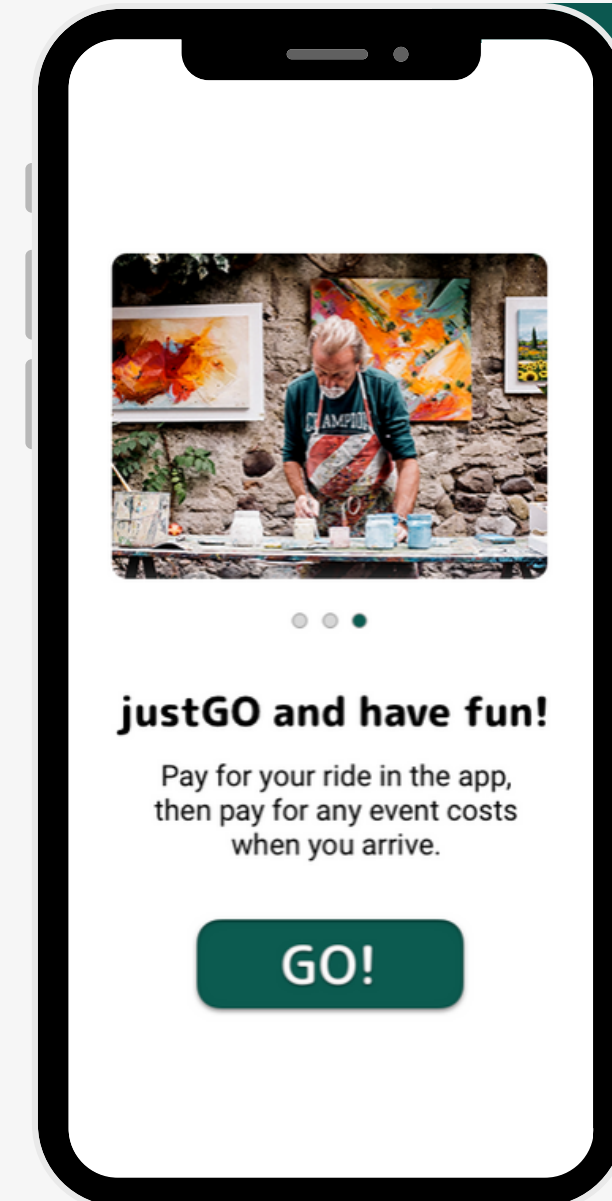 CHAMPION
justGO and have fun!
Pay for your ride in the app,
then pay for any event costs
when you arrive.
GO!